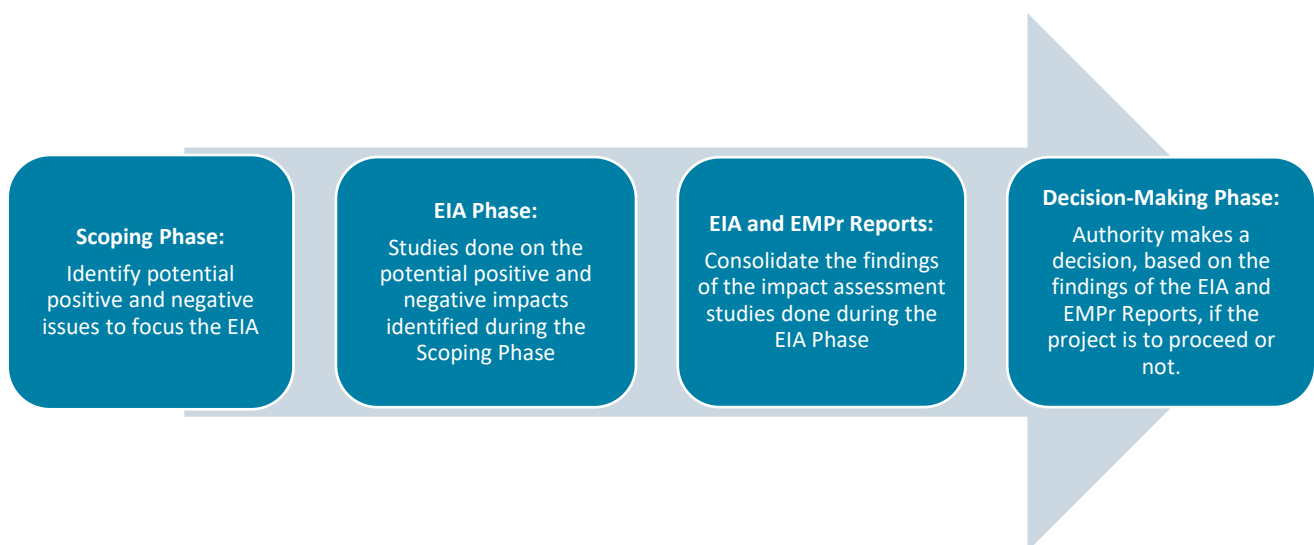 Scoping Phase:
Identify potential
positive and negative
issues to focus the EIA
EIA Phase:
Studies done on the
potential positive and
negative impacts
identified during the
Scoping Phase
EIA and EMPr Reports:
Consolidate the findings
of the impact assessment
studies done during the
EIA Phase
Decision-Making Phase:
Authority makes a
decision, based on the
findings of the EIA and
EMPr Reports, if the
project is to proceed or
not.